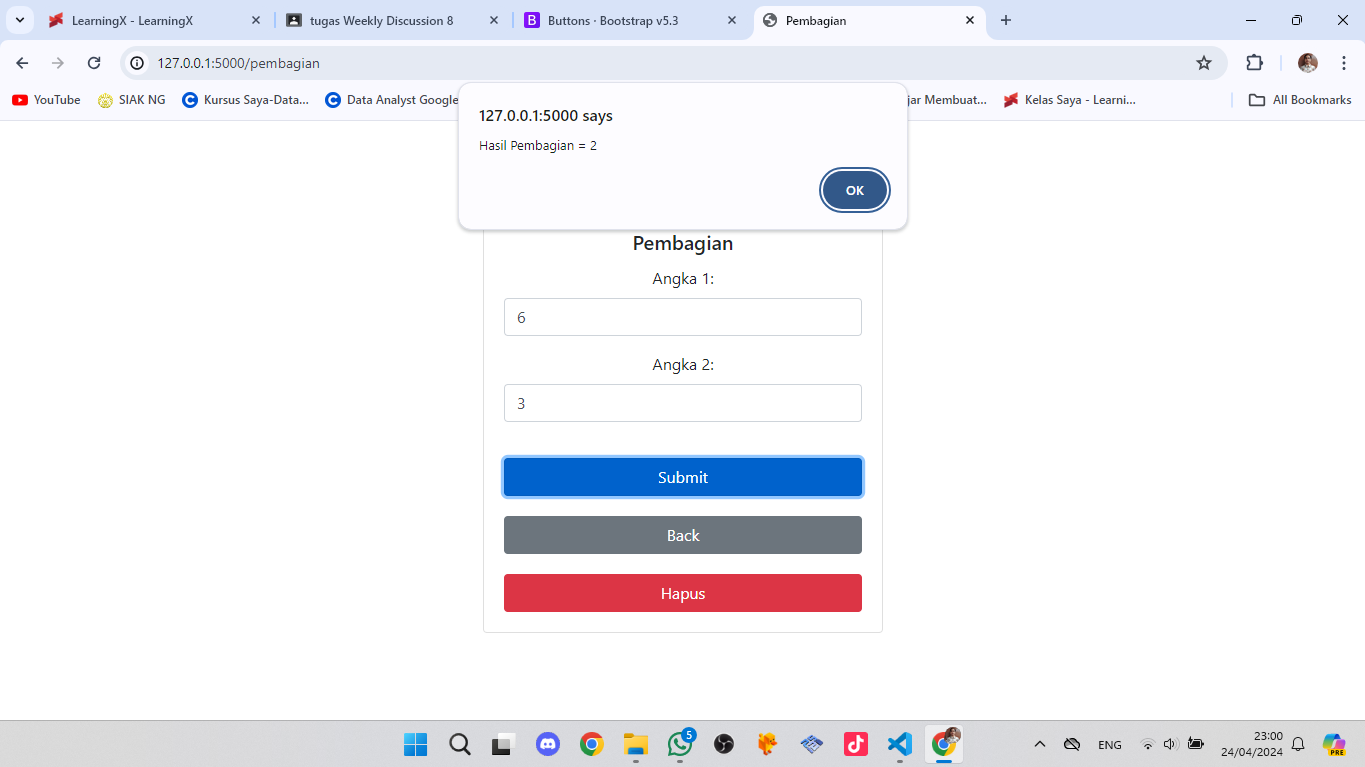 LearningX - LearningX
tugas Weekly Discussion 8
Buttons · Bootstrap v5.3
Pembagian
127.0.0.1:5000/pembagian
YouTube
SIAK NG
Kursus Saya-Data...
Data Analyst Google
jar Membuat...
Kelas Saya - Learni...
All Bookmarks
127.0.0.1:5000 says
Hasil Pembagian = 2
OK
Pembagian
Angka 1:
6
Angka 2:
3
Submit
Back
Hapus
5
ENG
23:00
24/04/2024
PRE